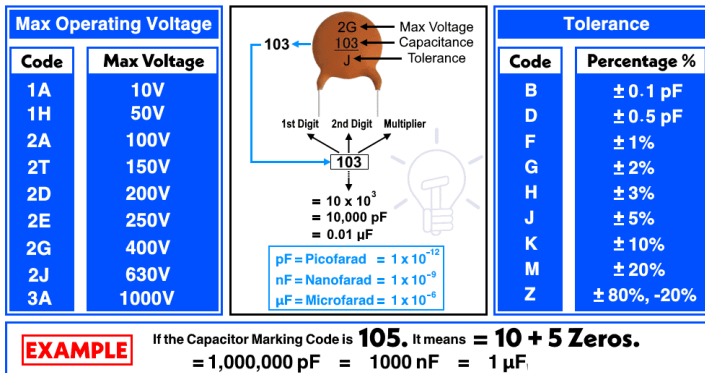 Max Operating Voltage
Code Max Voltage
1A 10V
1H 50V
2A 100V
2T 150V
2D 200V
2E 250V
2G 400V
2J 630V
3A 1000V
2G Max Voltage
103 103 Capacitance
J Tolerance
1st Digit 2nd Digit Multiplier
103
= 10 x 10³
= 10,000 pF
= 0.01 µF
pF = Picofarad = 1 x 10⁻¹²
nF = Nanofarad = 1 x 10⁻⁹
µF = Microfarad = 1 x 10⁻⁶
Tolerance
Code Percentage %
B ± 0.1 pF
D ± 0.5 pF
F ± 1%
G ± 2%
H ± 3%
J ± 5%
K ± 10%
M ± 20%
Z ± 80%, -20%
EXAMPLE
If the Capacitor Marking Code is 105. It means = 10 + 5 Zeros.
= 1,000,000 pF = 1000 nF = 1 µF